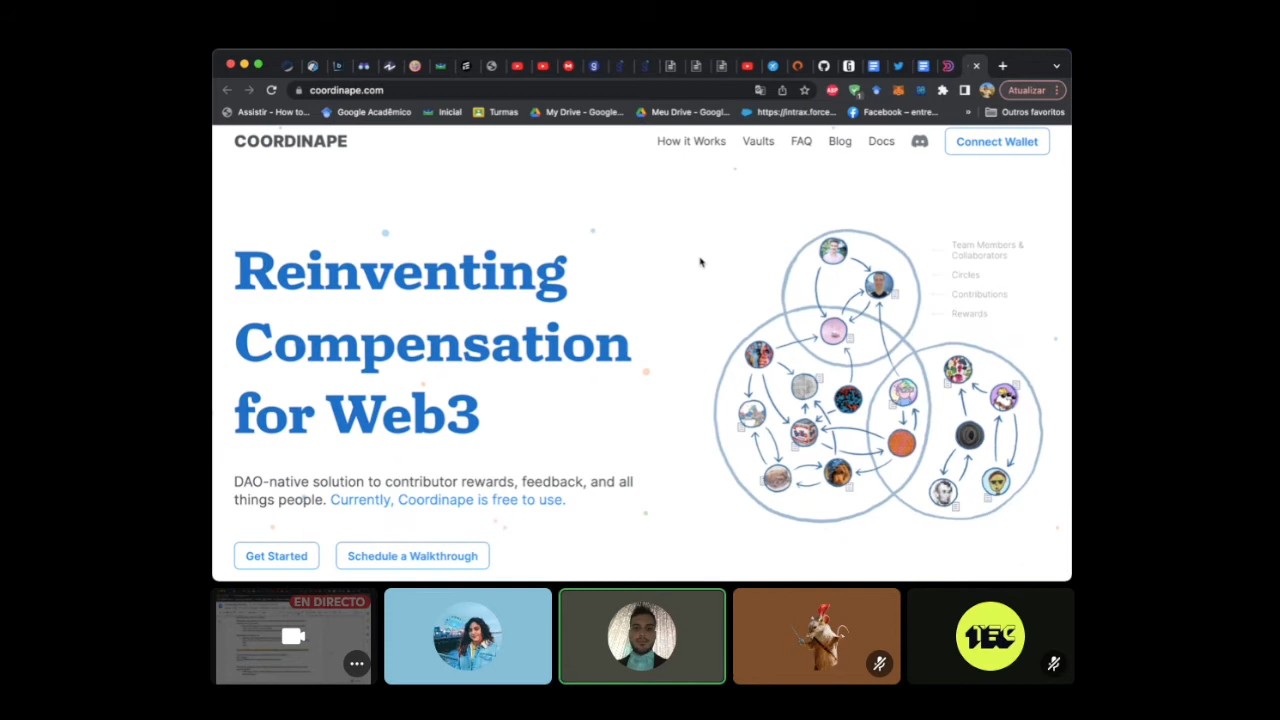 coordinape.com
Atualizar
Assistir - How to...
Google Acadêmico
Inicial
Turmas
My Drive - Googl...
Meu Drive - Googl...
https://intrax.force...
Facebook – entre...
»
Outros favoritos
COORDINAPE
How it Works
Vaults
FAQ
Blog
Docs
Connect Wallet
Reinventing
Compensation
for Web3
Team Members &
Collaborators
Circles
Contributions
Rewards
DAO-native solution to contributor rewards, feedback, and all
things people. Currently, Coordinape is free to use.
Get Started
Schedule a Walkthrough
EN DIRECTO
TEC